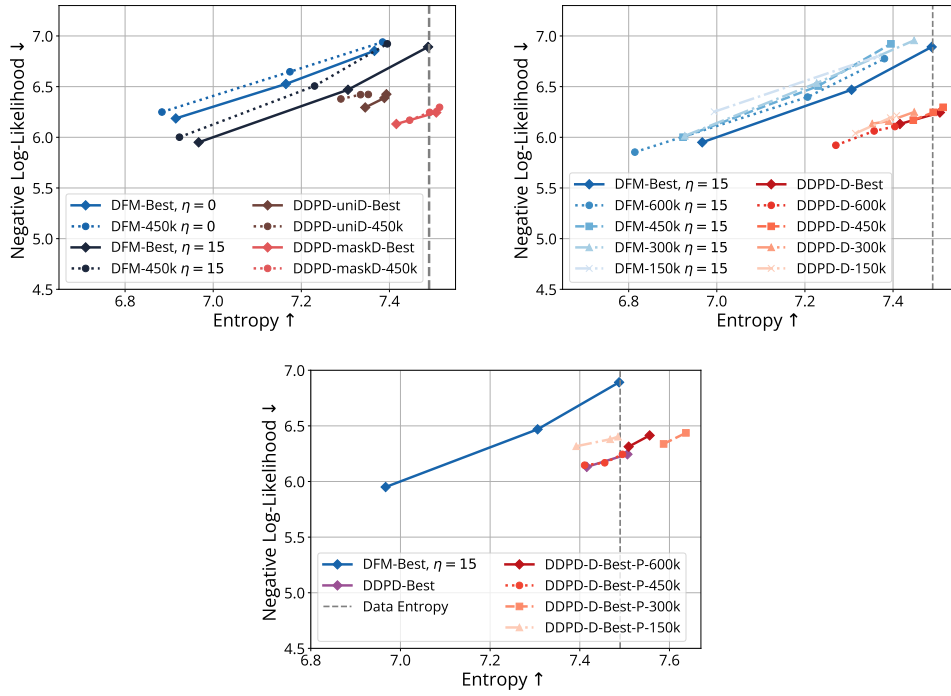 Negative Log-Likelihood ↓
7.0
6.5
6.0
5.5
5.0
4.5
6.8
7.0
7.2
7.4
Entropy ↑
DFM-Best, η = 0
DFM-450k η = 0
DFM-Best, η = 15
DFM-450k η = 15
DDPD-uniD-Best
DDPD-uniD-450k
DDPD-maskD-Best
DDPD-maskD-450k
Negative Log-Likelihood ↓
7.0
6.5
6.0
5.5
5.0
4.5
6.8
7.0
7.2
7.4
Entropy ↑
DFM-Best, η = 15
DFM-600k η = 15
DFM-450k η = 15
DFM-300k η = 15
DFM-150k η = 15
DDPD-D-Best
DDPD-D-600k
DDPD-D-450k
DDPD-D-300k
DDPD-D-150k
Negative Log-Likelihood ↓
7.0
6.5
6.0
5.5
5.0
4.5
6.8
7.0
7.2
7.4
7.6
Entropy ↑
DFM-Best, η = 15
DDPD-Best
Data Entropy
DDPD-D-Best-P-600k
DDPD-D-Best-P-450k
DDPD-D-Best-P-300k
DDPD-D-Best-P-150k